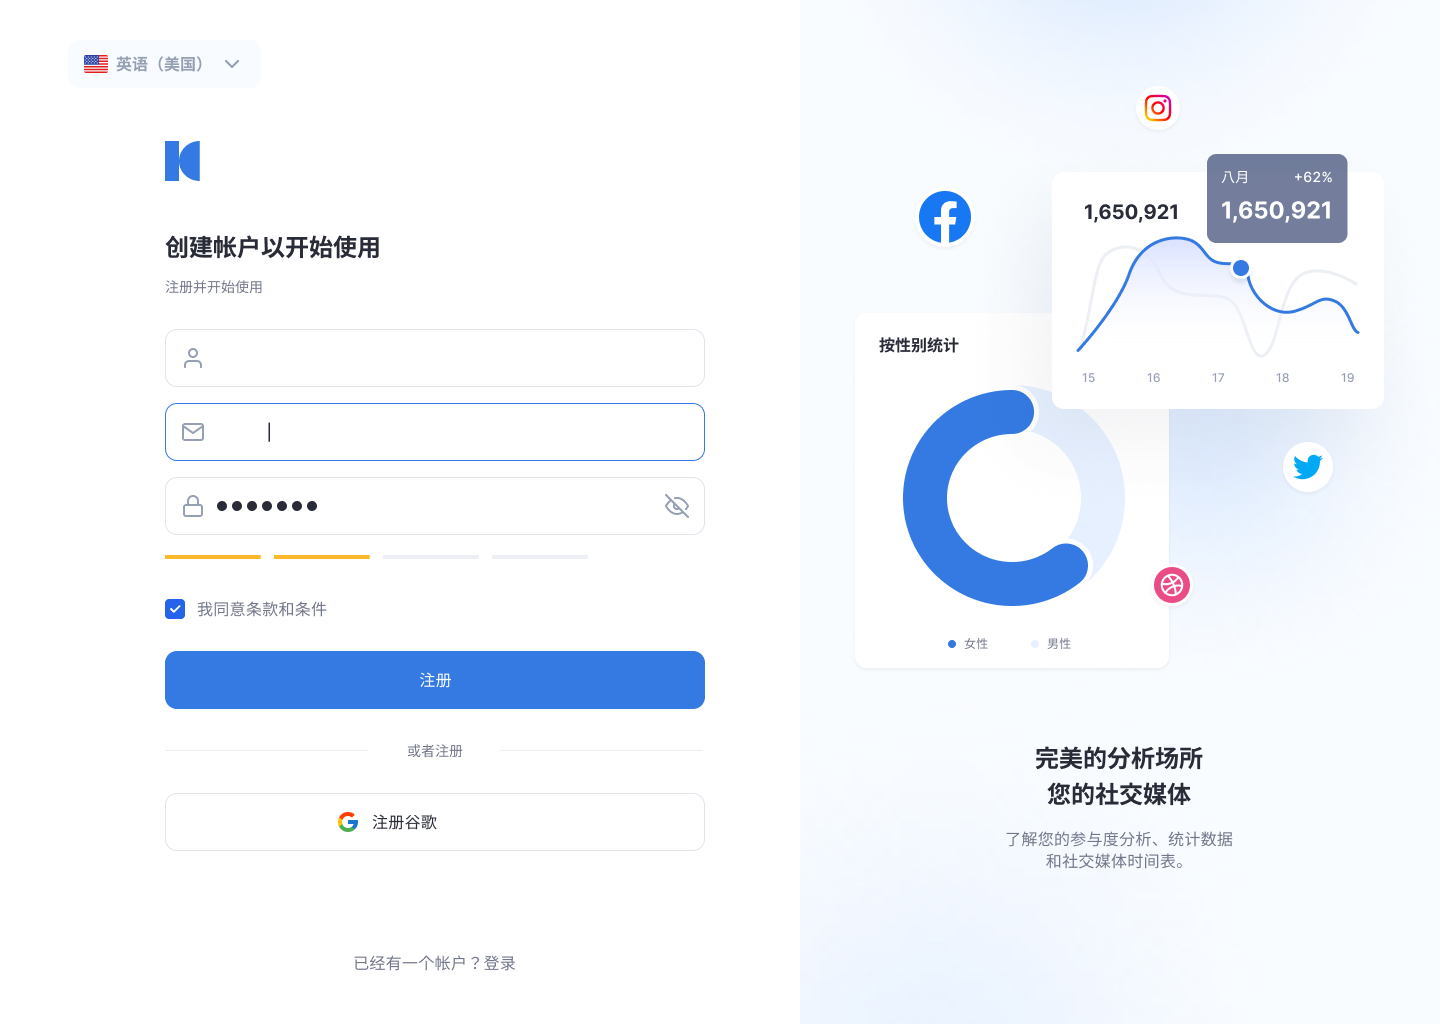 英语（美国）
创建帐户以开始使用
注册并开始使用
我同意条款和条件
注册
或者注册
注册谷歌
已经有一个帐户？登录
八月 +62%
1,650,921
1,650,921
15 16 17 18 19
按性别统计
女性 男性
完美的分析场所
您的社交媒体
了解您的参与度分析、统计数据
和社交媒体时间表。